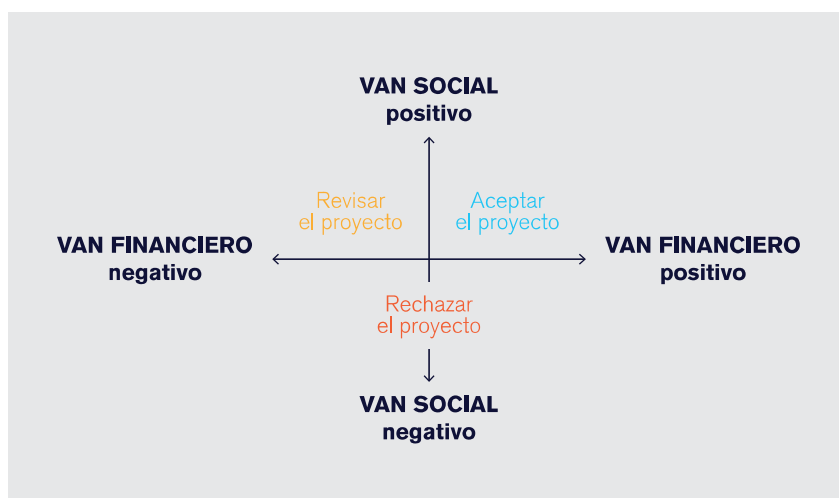 VAN SOCIAL
positivo
Revisar
el proyecto
Aceptar
el proyecto
VAN FINANCIERO
negativo
VAN FINANCIERO
positivo
Rechazar
el proyecto
VAN SOCIAL
negativo